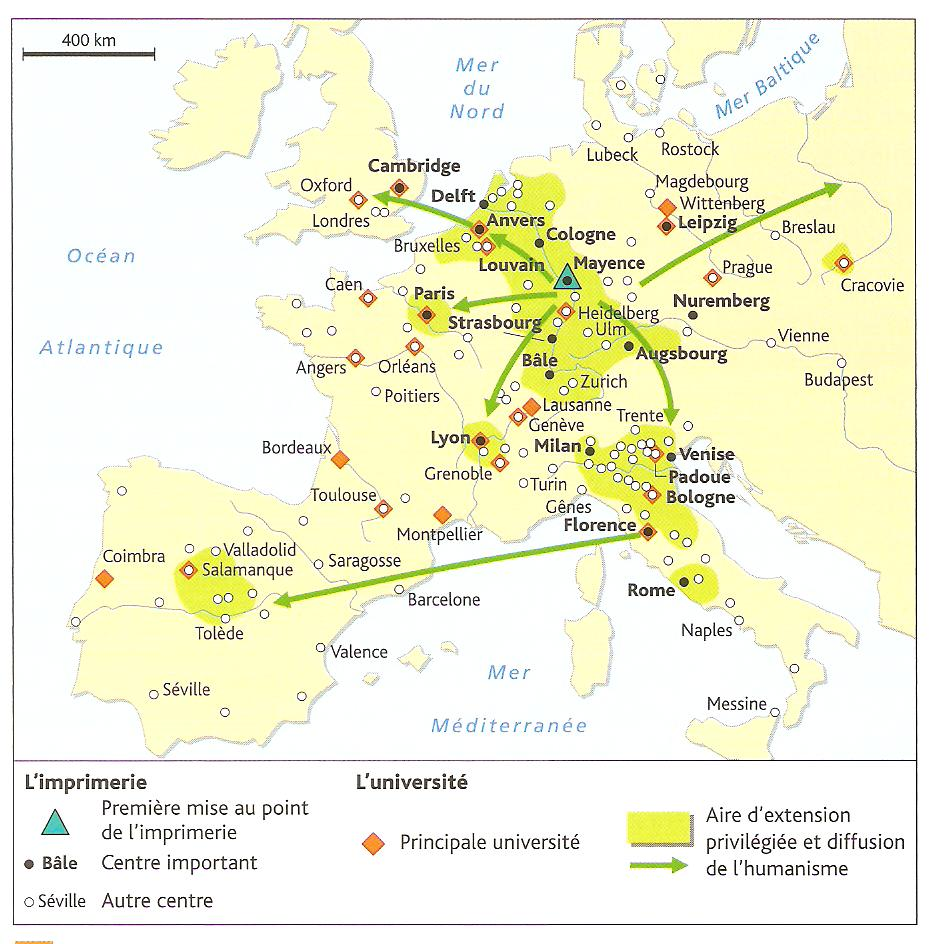 400 km
Mer
du
Nord
Mer Baltique
Lubeck
Rostock
Cambridge
Oxford
Delft
Magdebourg
Wittenberg
Londres
Anvers
Leipzig
Breslau
Bruxelles
Cologne
Océan
Louvain
Mayence
Prague
Cracovie
Caen
Paris
Nuremberg
Strasbourg
Heidelberg
Ulm
Vienne
Atlantique
Augsbourg
Angers
Orléans
Bâle
Zurich
Budapest
Poitiers
Lausanne
Genève
Trente
Lyon
Milan
Venise
Bordeaux
Grenoble
Padoue
Turin
Bologne
Toulouse
Gênes
Montpellier
Florence
Coimbra
Valladolid
Saragosse
Salamanque
Rome
Barcelone
Tolède
Naples
Valence
Mer
Séville
Messine
Méditerranée
L'imprimerie
Première mise au point
de l'imprimerie
Bâle Centre important
Séville Autre centre
L'université
Principale université
Aire d'extension
privilégiée et diffusion
de l'humanisme